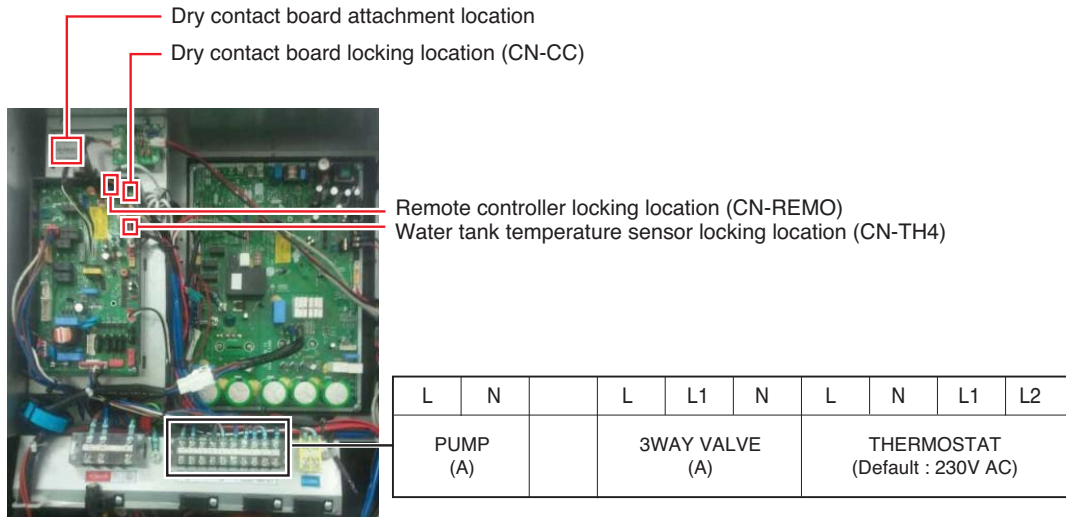 Dry contact board attachment location
Dry contact board locking location (CN-CC)
Remote controller locking location (CN-REMO)
Water tank temperature sensor locking location (CN-TH4)
L N L L1 N L N L1 L2
PUMP 3WAY VALVE THERMOSTAT
(A) (A) (Default : 230V AC)